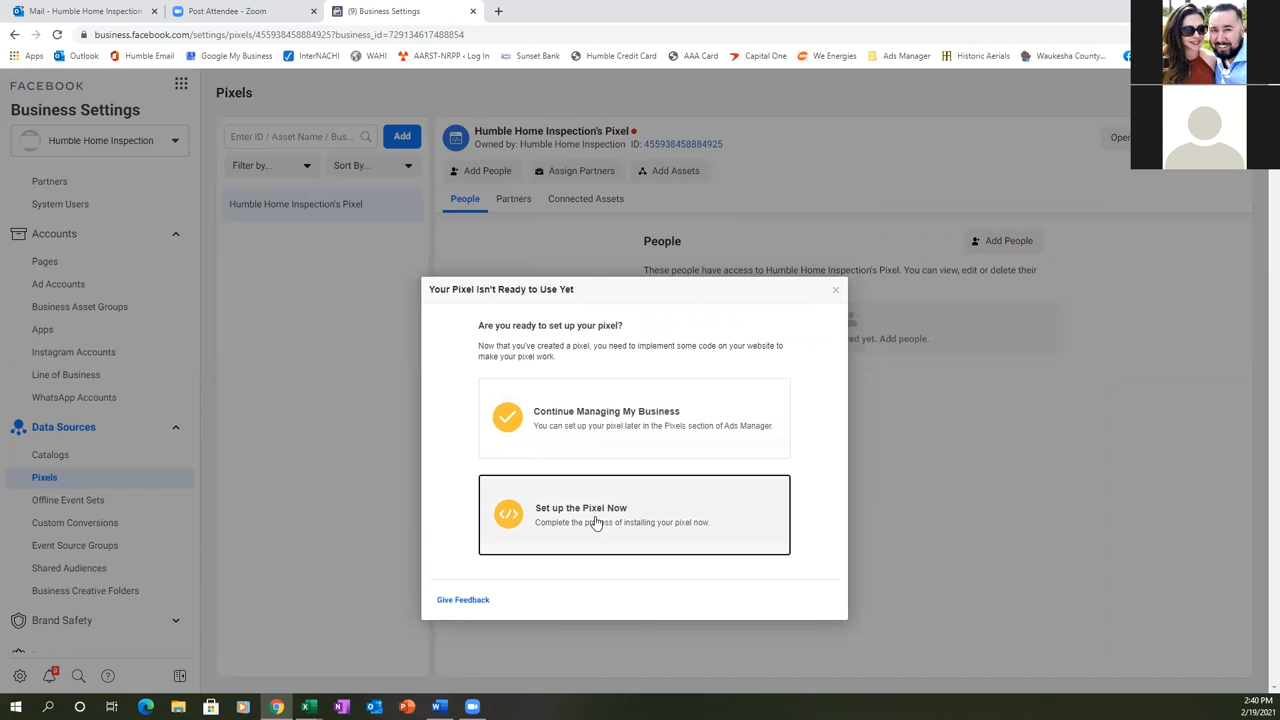 Mail - Humble Home Inspection
Post Attendee - Zoom
(9) Business Settings
business.facebook.com/settings/pixels/455938458884925?business_id=729134617488854
Apps
Outlook
Humble Email
Google My Business
InterNACHI
WAHI
AARST-NRPP < Log In
Sunset Bank
Humble Credit Card
AAA Card
Capital One
We Energies
Ads Manager
Historic Aerials
Waukesha County...
FACEBOOK
Business Settings
Humble Home Inspection
Partners
System Users
Accounts
Pages
Ad Accounts
Business Asset Groups
Apps
Instagram Accounts
Line of Business
WhatsApp Accounts
Data Sources
Catalogs
Pixels
Offline Event Sets
Custom Conversions
Event Source Groups
Shared Audiences
Business Creative Folders
Brand Safety
Pixels
Enter ID / Asset Name / Bus...
Add
Filter by...
Sort By...
Humble Home Inspection's Pixel
Humble Home Inspection's Pixel
Owned by: Humble Home Inspection ID: 455938458884925
Open
Add People
Assign Partners
Add Assets
People
Partners
Connected Assets
People
Add People
These people have access to Humble Home Inspection's Pixel. You can view, edit or delete their
yet. Add people.
Your Pixel Isn't Ready to Use Yet
Are you ready to set up your pixel?
Now that you've created a pixel, you need to implement some code on your website to
make your pixel work.
Continue Managing My Business
You can set up your pixel later in the Pixels section of Ads Manager.
Set up the Pixel Now
Complete the process of installing your pixel now.
Give Feedback
2:40 PM
2/19/2021